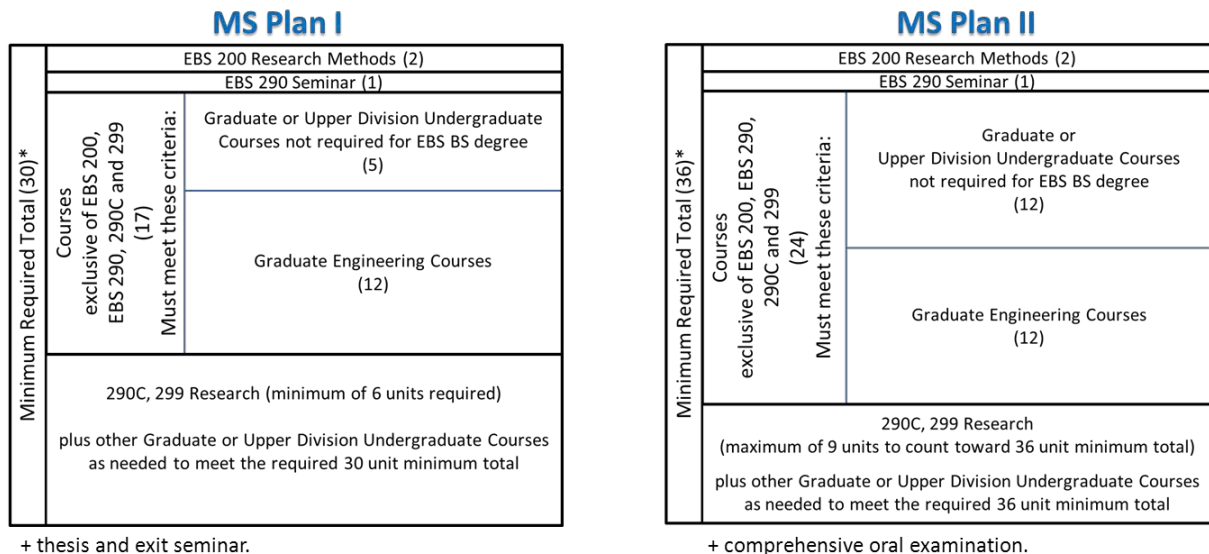 MS Plan I
Minimum Required Total (30)*
EBS 200 Research Methods (2)
EBS 290 Seminar (1)
Courses
exclusive of EBS 200,
EBS 290, 290C and 299
(17)
Must meet these criteria:
Graduate or Upper Division Undergraduate
Courses not required for EBS BS degree
(5)
Graduate Engineering Courses
(12)
290C, 299 Research (minimum of 6 units required)
plus other Graduate or Upper Division Undergraduate Courses
as needed to meet the required 30 unit minimum total
+ thesis and exit seminar.
MS Plan II
Minimum Required Total (36)*
EBS 200 Research Methods (2)
EBS 290 Seminar (1)
Courses
exclusive of EBS 200, EBS 290,
290C and 299
(24)
Must meet these criteria:
Graduate or
Upper Division Undergraduate Courses
not required for EBS BS degree
(12)
Graduate Engineering Courses
(12)
290C, 299 Research
(maximum of 9 units to count toward 36 unit minimum total)
plus other Graduate or Upper Division Undergraduate Courses
as needed to meet the required 36 unit minimum total
+ comprehensive oral examination.